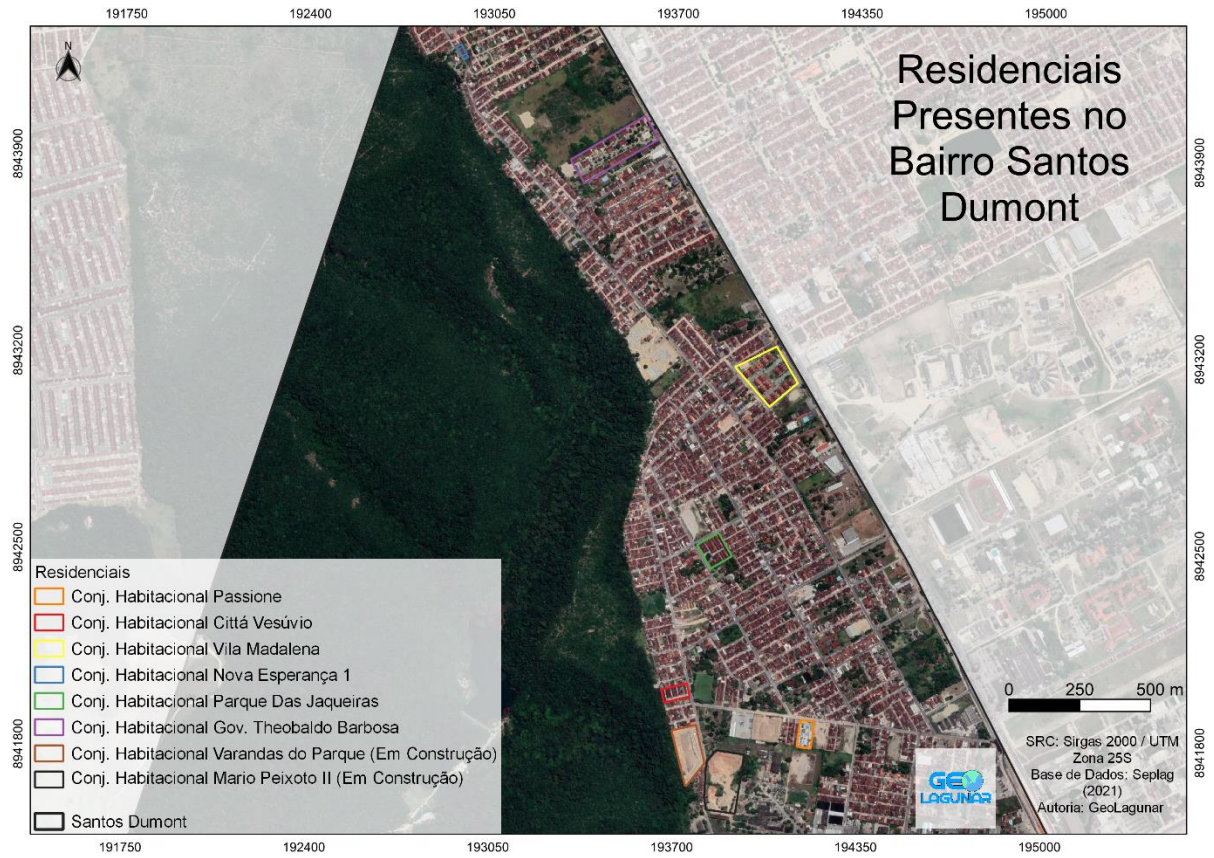 191750 192400 193050 193700 194350 195000
N
Residenciais
Presentes no
Bairro Santos
Dumont
8943900 8943900
8943200 8943200
8942500 8942500
Residenciais
Conj. Habitacional Passione
Conj. Habitacional Cittá Vesúvio
Conj. Habitacional Vila Madalena
Conj. Habitacional Nova Esperança 1
Conj. Habitacional Parque Das Jaqueiras
Conj. Habitacional Gov. Theobaldo Barbosa
Conj. Habitacional Varandas do Parque (Em Construção)
Conj. Habitacional Mario Peixoto II (Em Construção)
Santos Dumont
0 250 500 m
8941800 8941800
SRC: Sirgas 2000 / UTM
Zona 25S
Base de Dados: Seplag
(2021)
Autoria: GeoLagunar
GEO
LAGUNAR
191750 192400 193050 193700 194350 195000